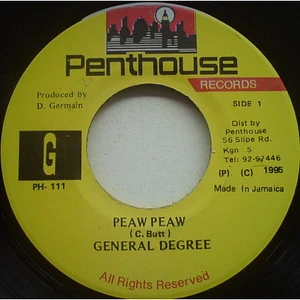 Penthouse
RECORDS
Produced by
D. Germain
SIDE 1
Dist by
Penthouse
56 Slipe Rd.
Kgn 5
Tel: 92-97446
G
PH- 111
(P) (C) 1995
Made In Jamaica
PEAW PEAW
( C. Butt )
GENERAL DEGREE
All Rights Reserved